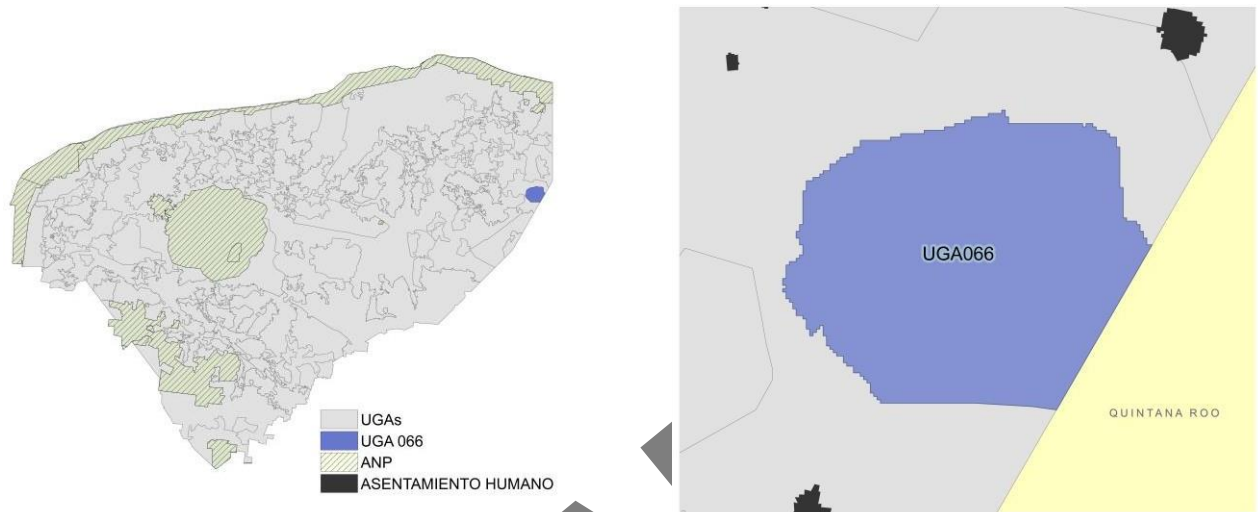 UGAs
UGA 066
ANP
ASENTAMIENTO HUMANO
UGA066
QUINTANA ROO